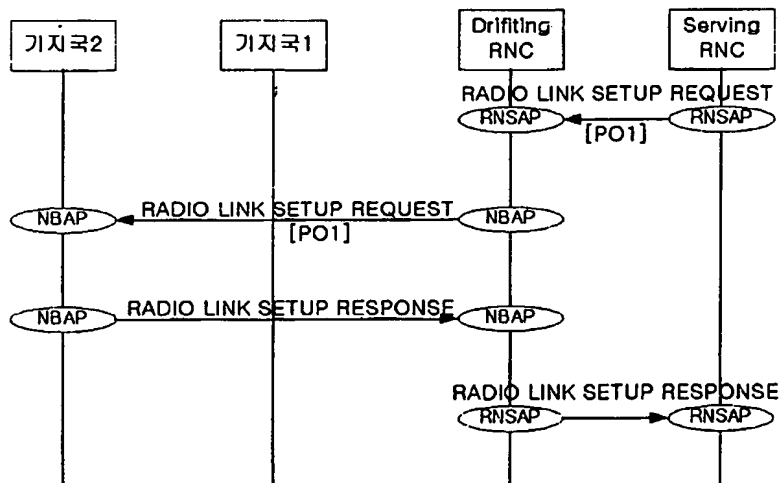 기지국2
기지국1
Drifiting
RNC
Serving
RNC
RADIO LINK SETUP REQUEST
RNSAP
RNSAP
[PO1]
RADIO LINK SETUP REQUEST
NBAP
NBAP
[PO1]
RADIO LINK SETUP RESPONSE
NBAP
NBAP
RADIO LINK SETUP RESPONSE
RNSAP
RNSAP